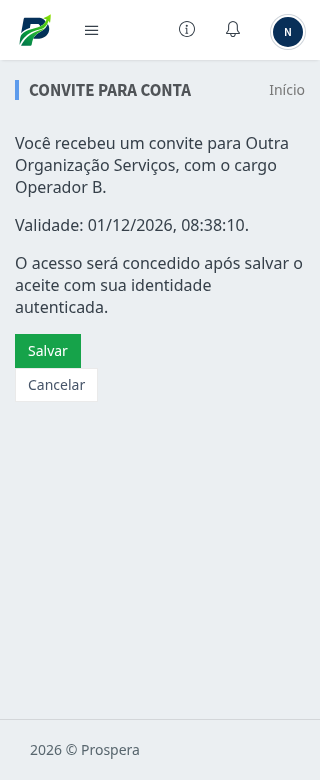 N
CONVITE PARA CONTA
Início
Você recebeu um convite para Outra
Organização Serviços, com o cargo
Operador B.
Validade: 01/12/2026, 08:38:10.
O acesso será concedido após salvar o
aceite com sua identidade
autenticada.
Salvar
Cancelar
2026 © Prospera